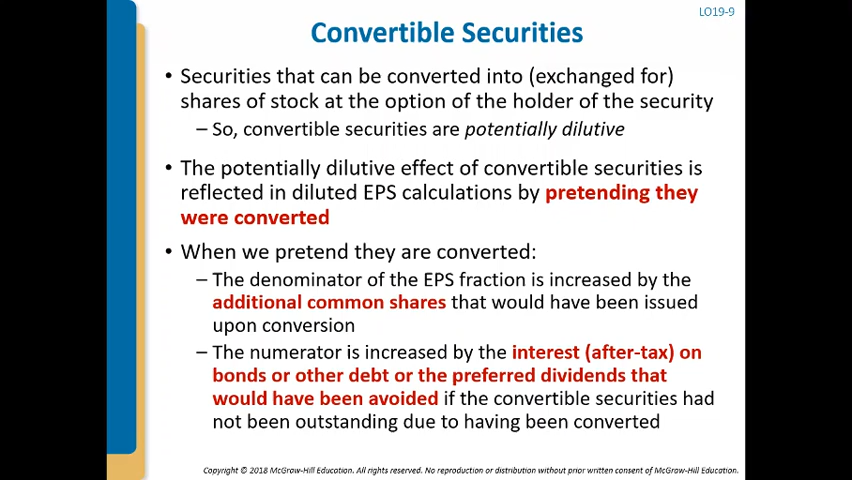 LO19-9
Convertible Securities
• Securities that can be converted into (exchanged for)
shares of stock at the option of the holder of the security
– So, convertible securities are potentially dilutive
• The potentially dilutive effect of convertible securities is
reflected in diluted EPS calculations by pretending they
were converted
• When we pretend they are converted:
– The denominator of the EPS fraction is increased by the
additional common shares that would have been issued
upon conversion
– The numerator is increased by the interest (after-tax) on
bonds or other debt or the preferred dividends that
would have been avoided if the convertible securities had
not been outstanding due to having been converted
Copyright © 2018 McGraw-Hill Education. All rights reserved. No reproduction or distribution without prior written consent of McGraw-Hill Education.